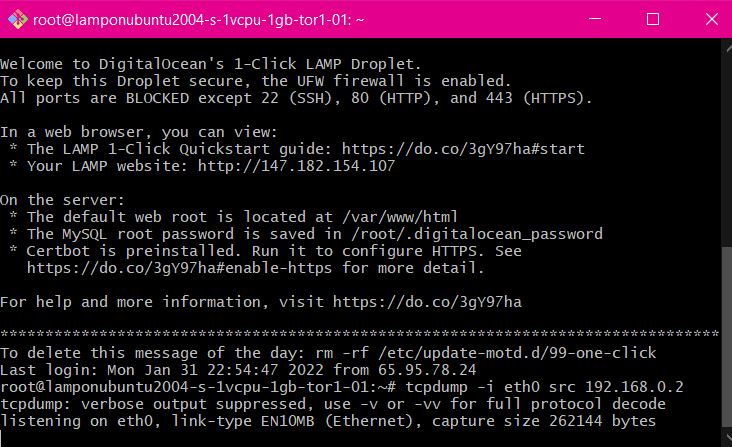 root@lamponubuntu2004-s-1vcpu-1gb-tor1-01: ~
Welcome to DigitalOcean's 1-Click LAMP Droplet.
To keep this Droplet secure, the UFW firewall is enabled.
All ports are BLOCKED except 22 (SSH), 80 (HTTP), and 443 (HTTPS).
In a web browser, you can view:
* The LAMP 1-Click Quickstart guide: https://do.co/3gY97ha#start
* Your LAMP website: http://147.182.154.107
On the server:
* The default web root is located at /var/www/html
* The MySQL root password is saved in /root/.digitalocean_password
* Certbot is preinstalled. Run it to configure HTTPS. See
https://do.co/3gY97ha#enable-https for more detail.
For help and more information, visit https://do.co/3gY97ha
********************************************************************************
To delete this message of the day: rm -rf /etc/update-motd.d/99-one-click
Last login: Mon Jan 31 22:54:47 2022 from 65.95.78.24
root@lamponubuntu2004-s-1vcpu-1gb-tor1-01:~# tcpdump -i eth0 src 192.168.0.2
tcpdump: verbose output suppressed, use -v or -vv for full protocol decode
listening on eth0, link-type EN10MB (Ethernet), capture size 262144 bytes